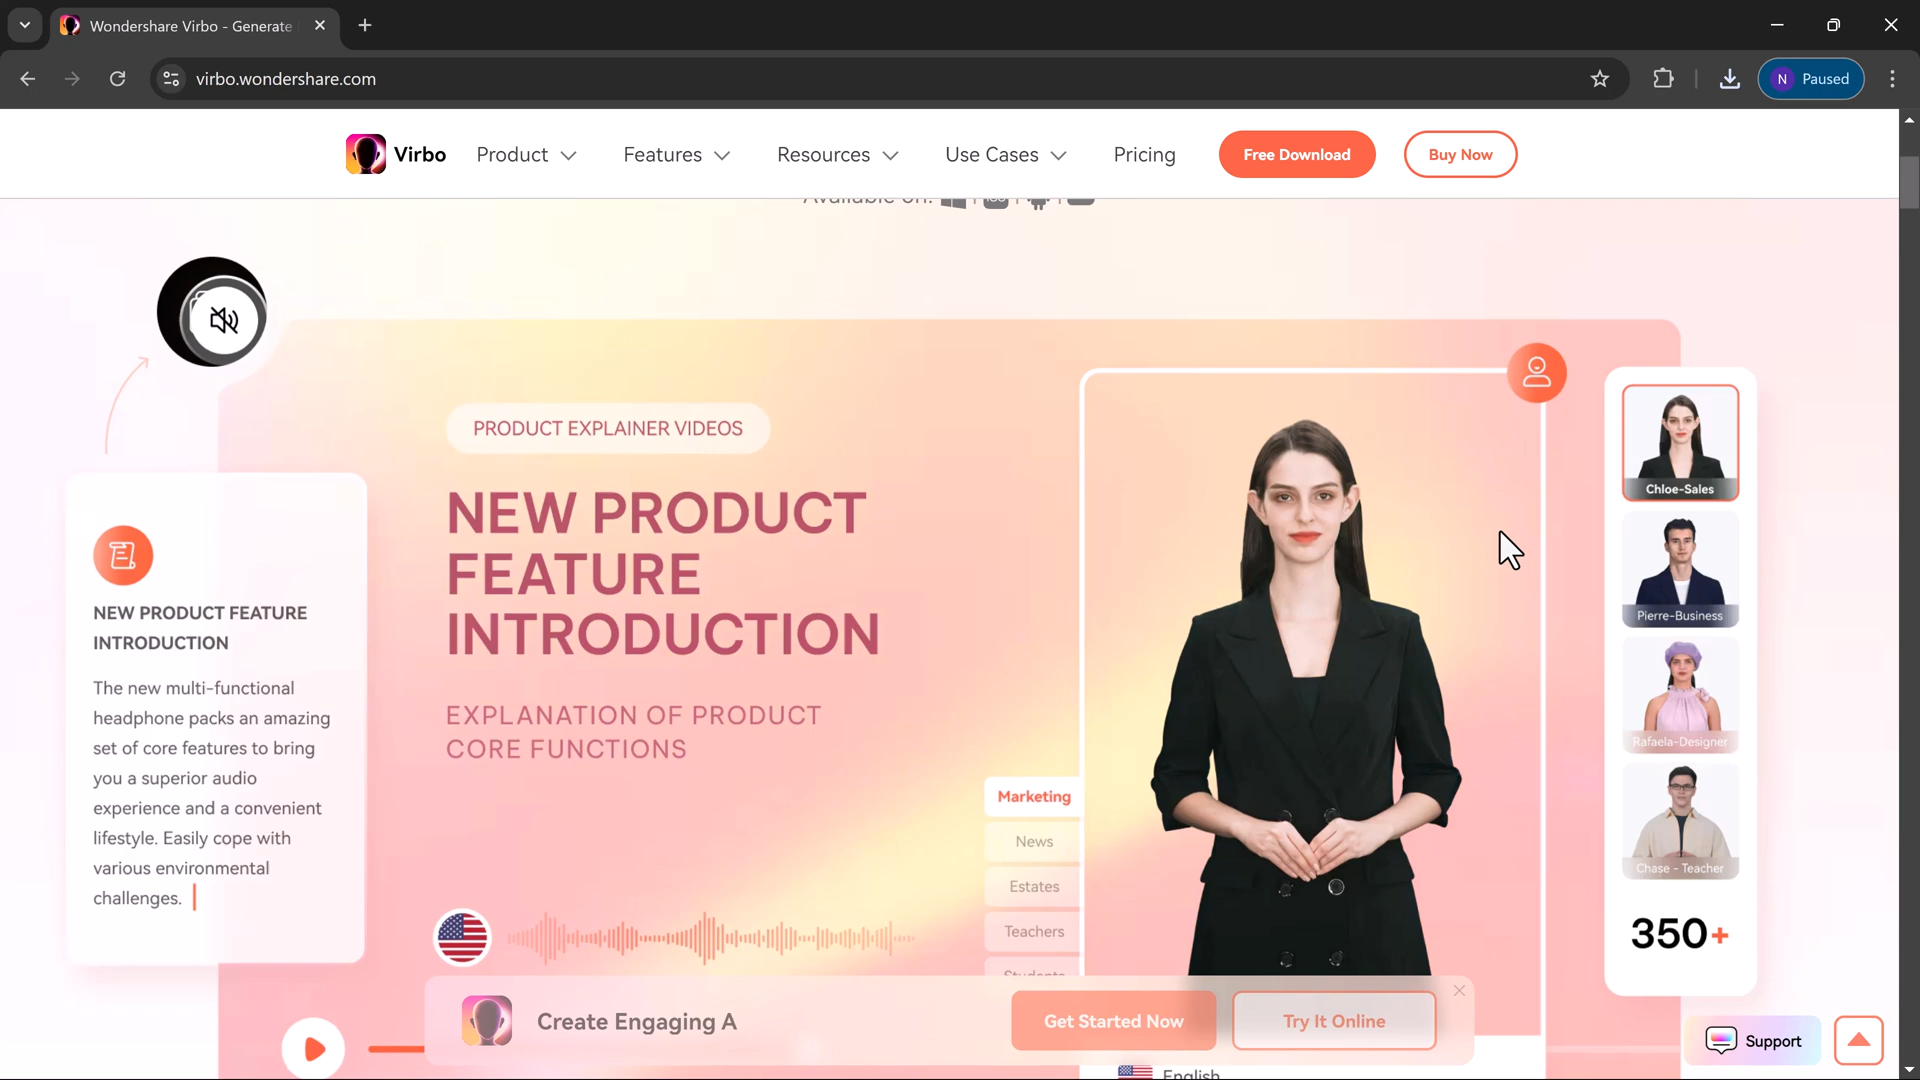 Wondershare Virbo - Generate
virbo.wondershare.com
N Paused
Virbo
Product
Features
Resources
Use Cases
Pricing
Free Download
Buy Now
Available on:
PRODUCT EXPLAINER VIDEOS
NEW PRODUCT
FEATURE
INTRODUCTION
EXPLANATION OF PRODUCT
CORE FUNCTIONS
NEW PRODUCT FEATURE
INTRODUCTION
The new multi-functional
headphone packs an amazing
set of core features to bring
you a superior audio
experience and a convenient
lifestyle. Easily cope with
various environmental
challenges.
Marketing
News
Estates
Teachers
Students
Chloe-Sales
Pierre-Business
Rafaela-Designer
Chase - Teacher
350+
Create Engaging A
Get Started Now
Try It Online
English
Support